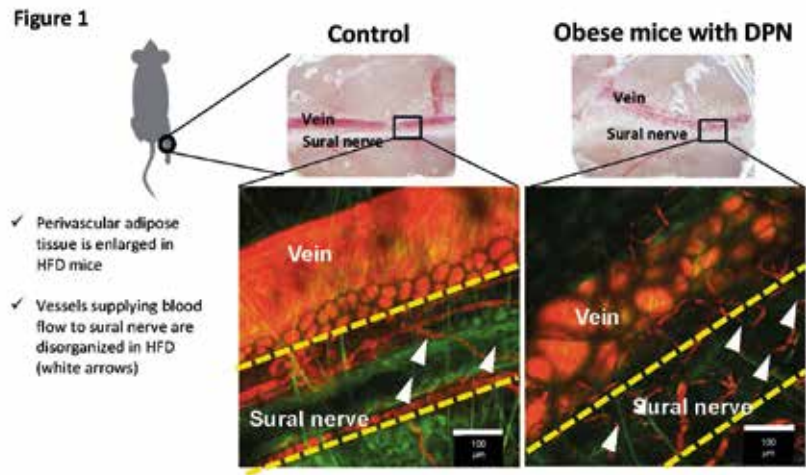 Figure 1
Control
Obese mice with DPN
Vein
Sural nerve
Vein
Sural nerve
✓ Perivascular adipose
tissue is enlarged in
HFD mice
✓ Vessels supplying blood
flow to sural nerve are
disorganized in HFD
(white arrows)
Vein
Sural nerve
100
μm
Vein
Sural nerve
100
μm